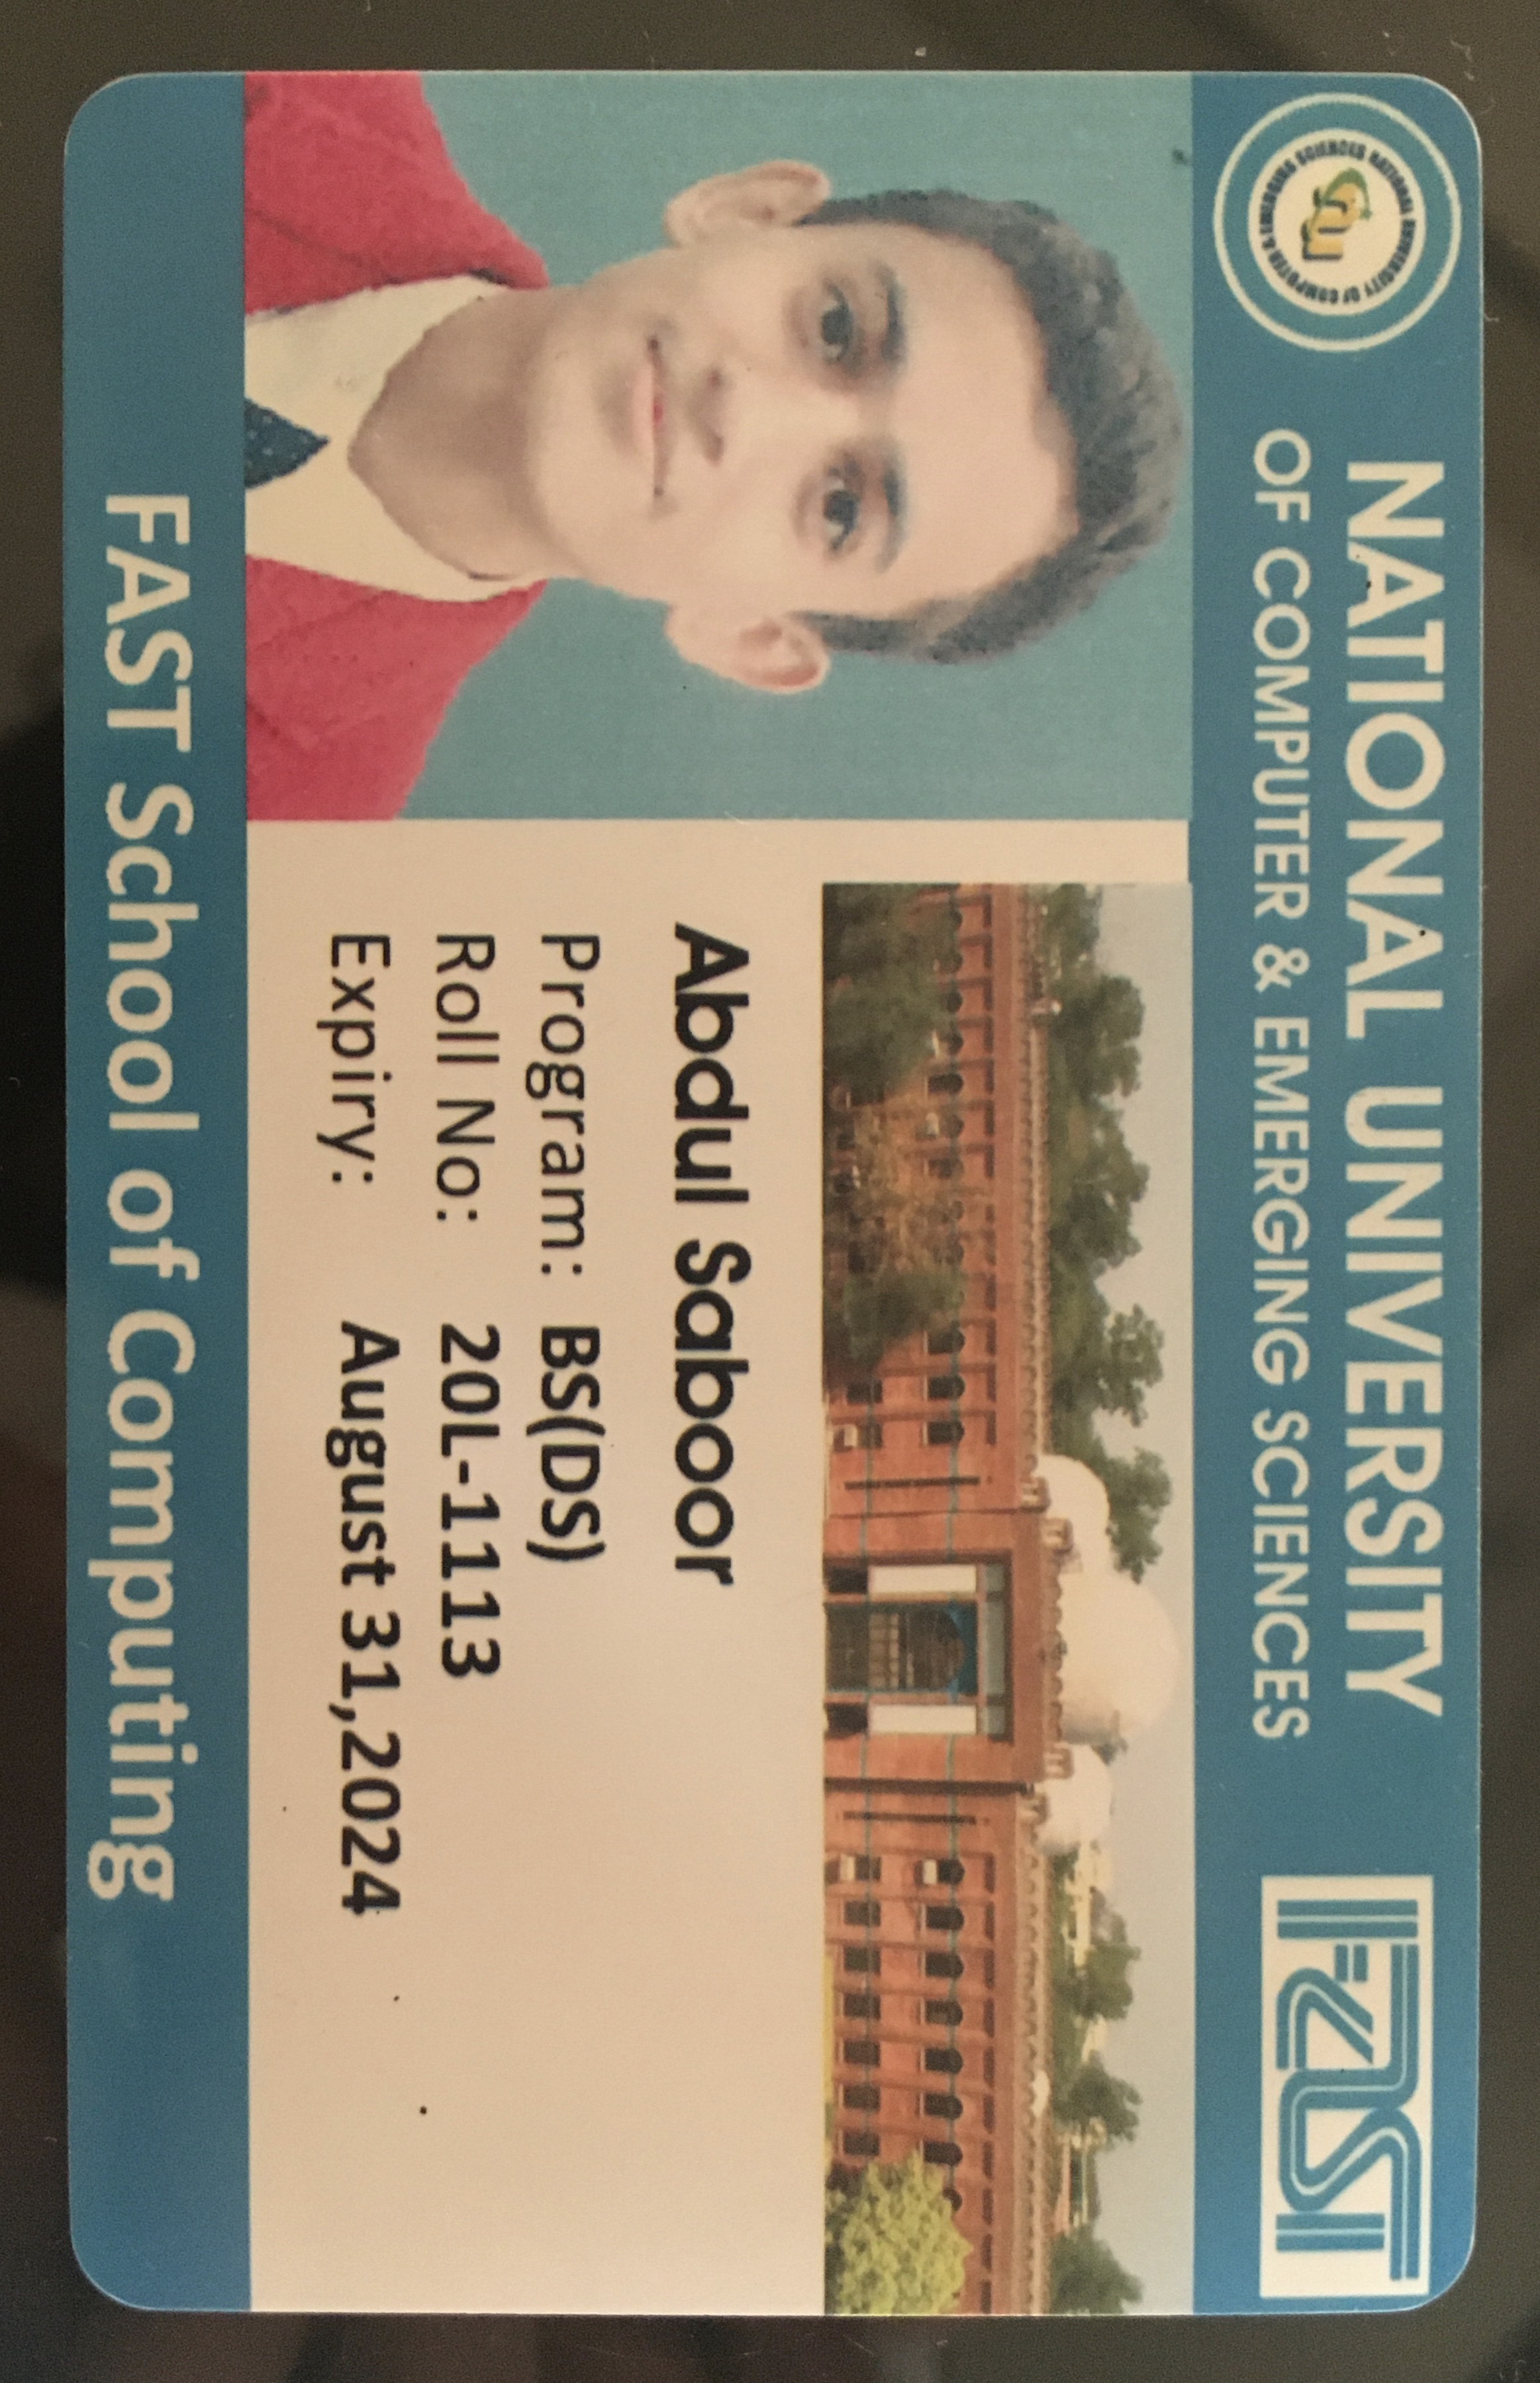 NATIONAL UNIVERSITY
OF COMPUTER & EMERGING SCIENCES
NATIONAL UNIVERSITY OF COMPUTER & EMERGING SCIENCES
nu
FAST
Abdul Saboor
Program: BS(DS)
Roll No: 20L-1113
Expiry: August 31,2024
FAST School of Computing